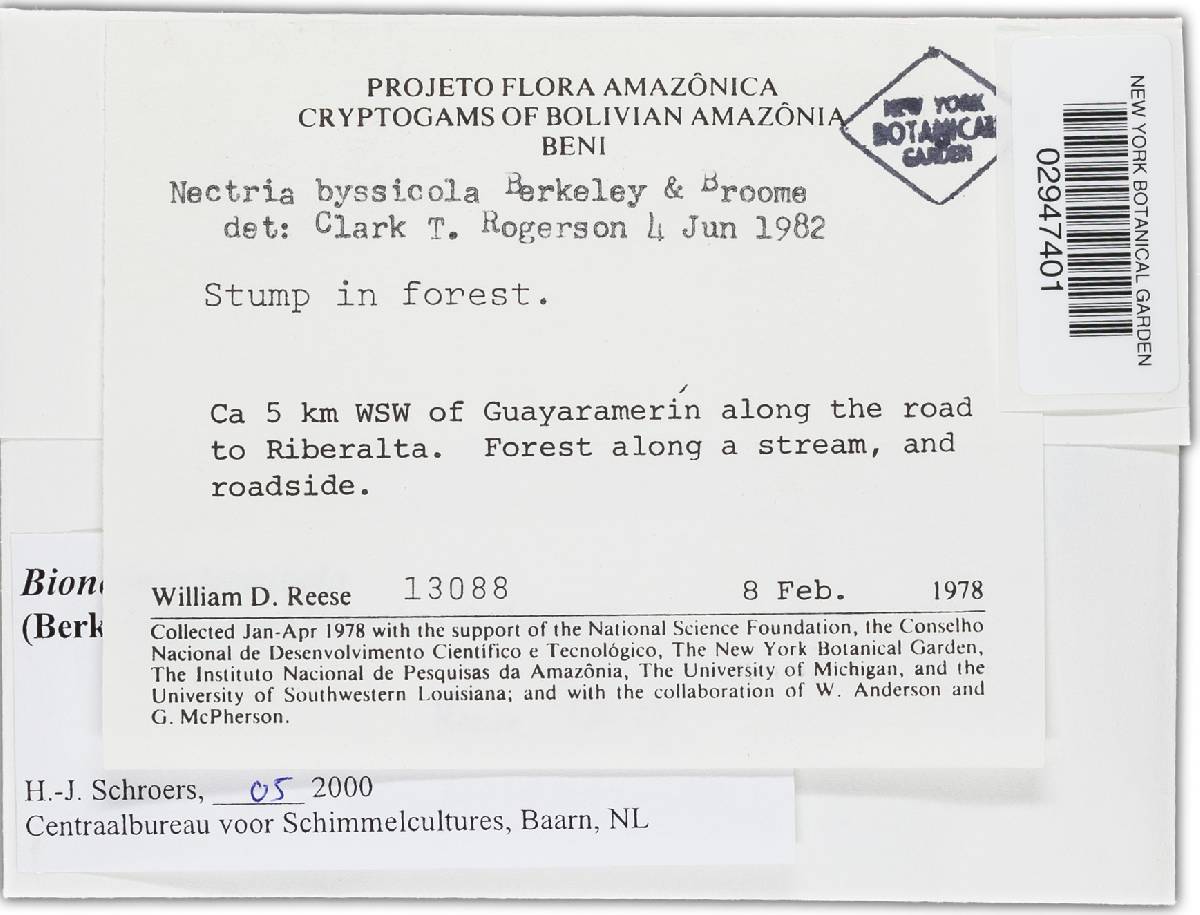 PROJETO FLORA AMAZÔNICA
CRYPTOGAMS OF BOLIVIAN AMAZÔNIA
BENI
NEW YORK
BOTANICAL
GARDEN
NEW YORK BOTANICAL GARDEN
02947401
Nectria byssicola Berkeley & Broome
det: Clark T. Rogerson 4 Jun 1982
Stump in forest.
Ca 5 km WSW of Guayaramerín along the road
to Riberalta. Forest along a stream, and
roadside.
William D. Reese 13088 8 Feb. 1978
Collected Jan-Apr 1978 with the support of the National Science Foundation, the Conselho
Nacional de Desenvolvimento Científico e Tecnológico, The New York Botanical Garden,
The Instituto Nacional de Pesquisas da Amazônia, The University of Michigan, and the
University of Southwestern Louisiana; and with the collaboration of W. Anderson and
G. McPherson.
(Berk
H.-J. Schroers, 05 2000
Centraalbureau voor Schimmelcultures, Baarn, NL